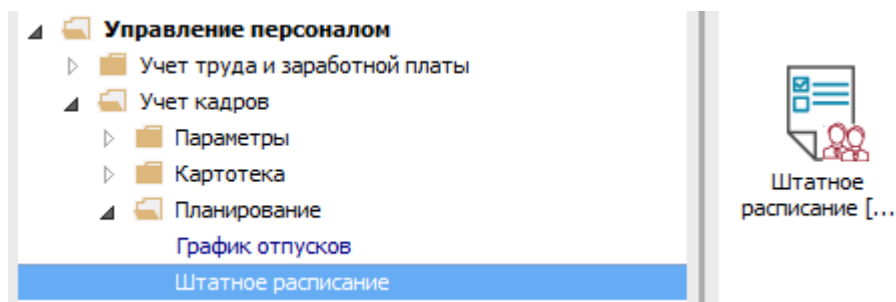 Управление персоналом
Учет труда и заработной платы
Учет кадров
Параметры
Картотека
Планирование
График отпусков
Штатное расписание
Штатное
расписание [...